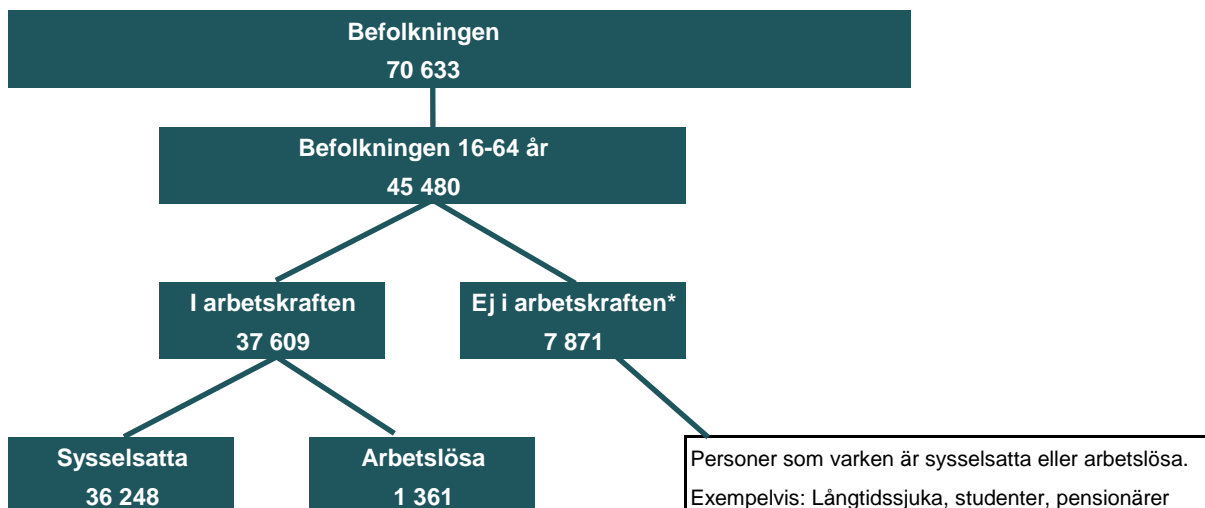 Befolkningen
70 633
Befolkningen 16-64 år
45 480
I arbetskraften
37 609
Ej i arbetskraften*
7 871
Sysselsatta
36 248
Arbetslösa
1 361
Personer som varken är sysselsatta eller arbetslösa.
Exempelvis: Långtidssjuka, studenter, pensionärer